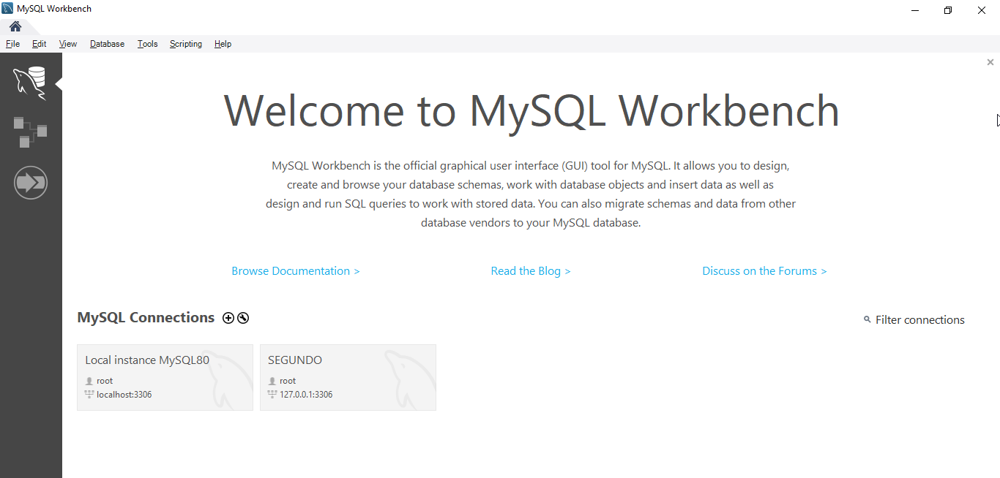 MySQL Workbench
File Edit View Database Tools Scripting Help
Welcome to MySQL Workbench
MySQL Workbench is the official graphical user interface (GUI) tool for MySQL. It allows you to design,
create and browse your database schemas, work with database objects and insert data as well as
design and run SQL queries to work with stored data. You can also migrate schemas and data from other
database vendors to your MySQL database.
Browse Documentation > Read the Blog > Discuss on the Forums >
MySQL Connections Filter connections
Local instance MySQL80
root
localhost:3306
SEGUNDO
root
127.0.0.1:3306